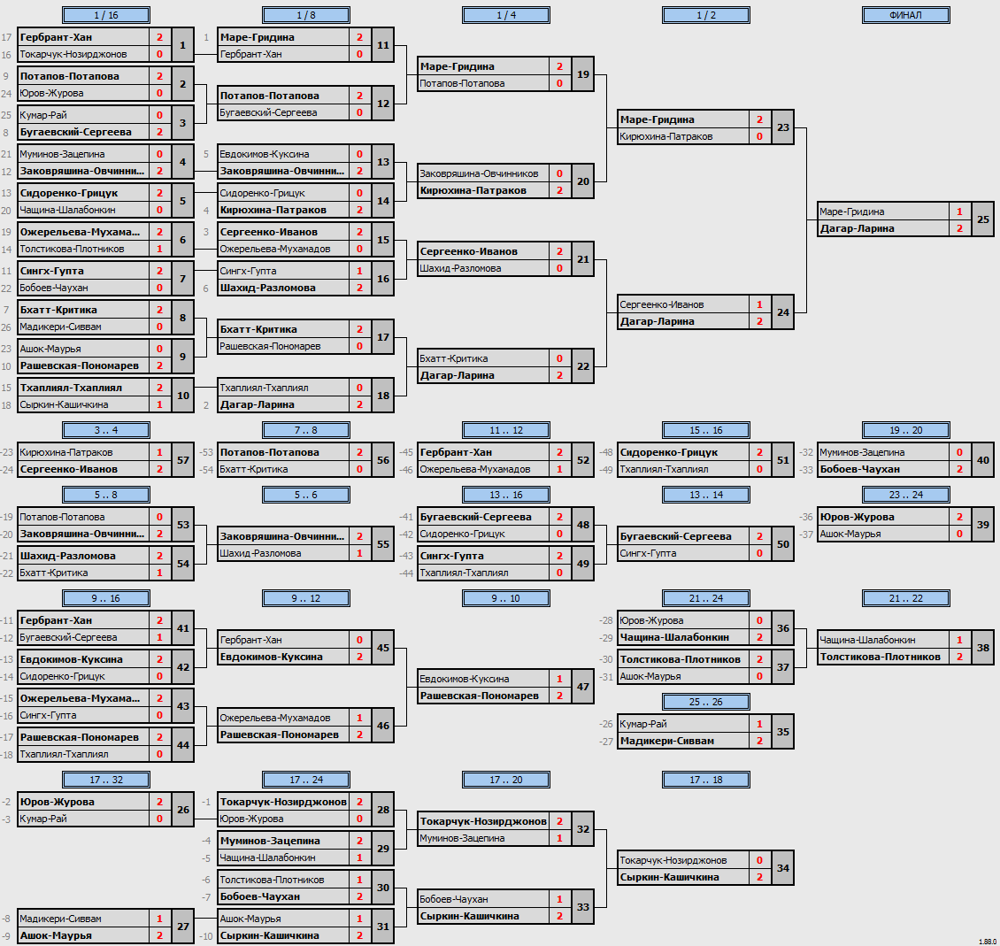 1 / 16
1 / 8
1 / 4
1 / 2
ФИНАЛ
17 Гербрант-Хан 2
16 Токарчук-Нозирджонов 0
1
9 Потапов-Потапова 2
24 Юров-Журова 0
2
25 Кумар-Рай 0
8 Бугаевский-Сергеева 2
3
21 Муминов-Зацепина 0
12 Заковряшина-Овчинни... 2
4
13 Сидоренко-Грицук 2
20 Чащина-Шалабонкин 0
5
19 Ожерельева-Мухама... 2
14 Толстикова-Плотников 1
6
11 Сингх-Гупта 2
22 Бобоев-Чаухан 0
7
7 Бхатт-Критика 2
26 Мадикери-Сиввам 0
8
23 Ашок-Маурья 0
10 Рашевская-Пономарев 2
9
15 Тхаплиял-Тхаплиял 2
18 Сыркин-Кашичкина 1
10
1 Маре-Гридина 2
Гербрант-Хан 0
11
Потапов-Потапова 2
Бугаевский-Сергеева 0
12
5 Евдокимов-Куксина 0
Заковряшина-Овчинни... 2
13
Сидоренко-Грицук 0
4 Кирюхина-Патраков 2
14
3 Сергеенко-Иванов 2
Ожерельева-Мухамадов 0
15
Сингх-Гупта 1
6 Шахид-Разломова 2
16
Бхатт-Критика 2
Рашевская-Пономарев 0
17
Тхаплиял-Тхаплиял 0
2 Дагар-Ларина 2
18
Маре-Гридина 2
Потапов-Потапова 0
19
Заковряшина-Овчинников 0
Кирюхина-Патраков 2
20
Сергеенко-Иванов 2
Шахид-Разломова 0
21
Бхатт-Критика 0
Дагар-Ларина 2
22
Маре-Гридина 2
Кирюхина-Патраков 0
23
Сергеенко-Иванов 1
Дагар-Ларина 2
24
Маре-Гридина 1
Дагар-Ларина 2
25
3 .. 4
-23 Кирюхина-Патраков 1
-24 Сергеенко-Иванов 2
57
7 .. 8
-53 Потапов-Потапова 2
-54 Бхатт-Критика 0
56
11 .. 12
-45 Гербрант-Хан 2
-46 Ожерельева-Мухамадов 1
52
15 .. 16
-48 Сидоренко-Грицук 2
-49 Тхаплиял-Тхаплиял 0
51
19 .. 20
-32 Муминов-Зацепина 0
-33 Бобоев-Чаухан 2
40
5 .. 8
-19 Потапов-Потапова 0
-20 Заковряшина-Овчинни... 2
53
-21 Шахид-Разломова 2
-22 Бхатт-Критика 1
54
5 .. 6
Заковряшина-Овчинни... 2
Шахид-Разломова 1
55
13 .. 16
-41 Бугаевский-Сергеева 2
-42 Сидоренко-Грицук 0
48
-43 Сингх-Гупта 2
-44 Тхаплиял-Тхаплиял 0
49
13 .. 14
Бугаевский-Сергеева 2
Сингх-Гупта 0
50
23 .. 24
-36 Юров-Журова 2
-37 Ашок-Маурья 0
39
9 .. 16
-11 Гербрант-Хан 2
-12 Бугаевский-Сергеева 1
41
-13 Евдокимов-Куксина 2
-14 Сидоренко-Грицук 0
42
-15 Ожерельева-Мухама... 2
-16 Сингх-Гупта 0
43
-17 Рашевская-Пономарев 2
-18 Тхаплиял-Тхаплиял 0
44
9 .. 12
Гербрант-Хан 0
Евдокимов-Куксина 2
45
Ожерельева-Мухамадов 1
Рашевская-Пономарев 2
46
9 .. 10
Евдокимов-Куксина 1
Рашевская-Пономарев 2
47
21 .. 24
-28 Юров-Журова 0
-29 Чащина-Шалабонкин 2
36
-30 Толстикова-Плотников 2
-31 Ашок-Маурья 0
37
21 .. 22
Чащина-Шалабонкин 1
Толстикова-Плотников 2
38
25 .. 26
-26 Кумар-Рай 1
-27 Мадикери-Сиввам 2
35
17 .. 32
-2 Юров-Журова 2
-3 Кумар-Рай 0
26
-8 Мадикери-Сиввам 1
-9 Ашок-Маурья 2
27
17 .. 24
-1 Токарчук-Нозирджонов 2
Юров-Журова 0
28
-4 Муминов-Зацепина 2
-5 Чащина-Шалабонкин 1
29
-6 Толстикова-Плотников 1
-7 Бобоев-Чаухан 2
30
Ашок-Маурья 1
-10 Сыркин-Кашичкина 2
31
17 .. 20
Токарчук-Нозирджонов 2
Муминов-Зацепина 1
32
Бобоев-Чаухан 1
Сыркин-Кашичкина 2
33
17 .. 18
Токарчук-Нозирджонов 0
Сыркин-Кашичкина 2
34
1.88.0